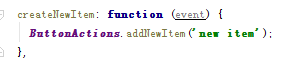 createNewItem: function (event) {
ButtonActions.addNewItem('new item');
},